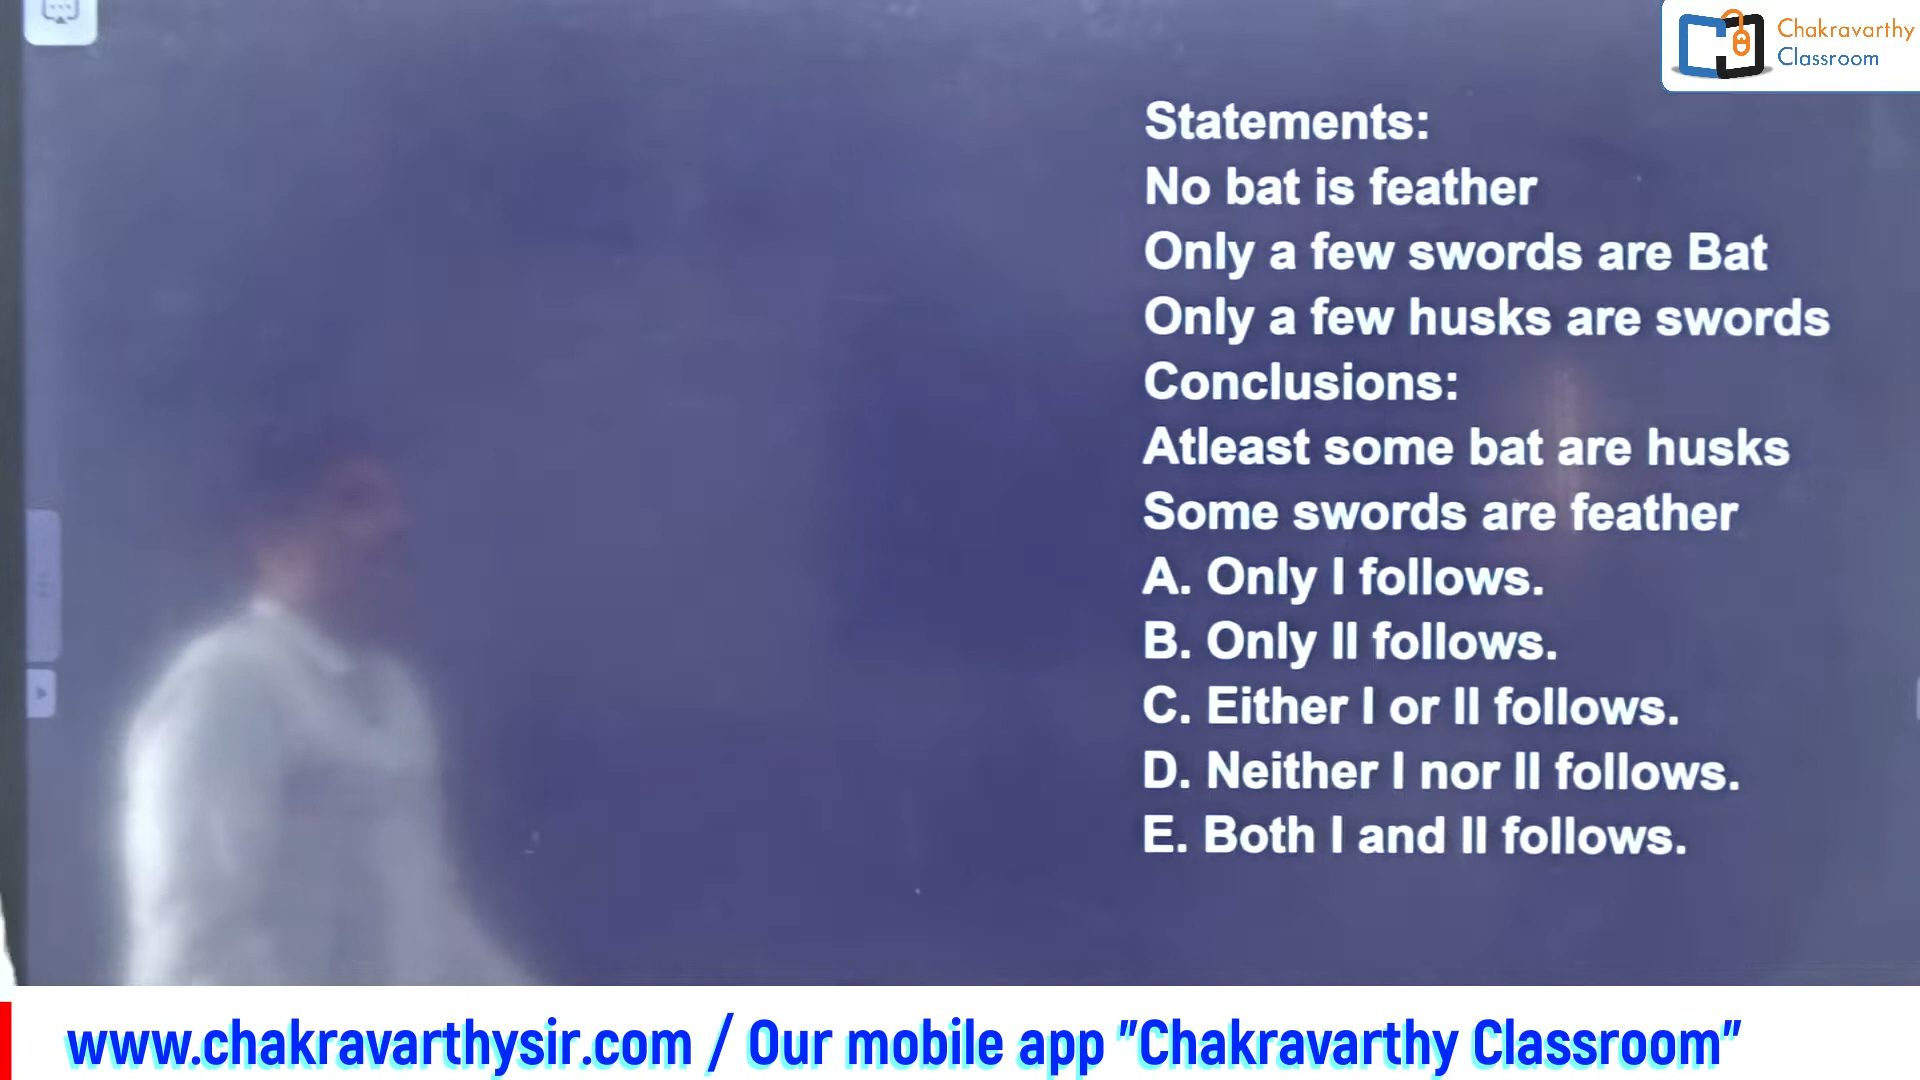 Chakravarthy
Classroom
Statements:
No bat is feather
Only a few swords are Bat
Only a few husks are swords
Conclusions:
Atleast some bat are husks
Some swords are feather
A. Only I follows.
B. Only II follows.
C. Either I or II follows.
D. Neither I nor II follows.
E. Both I and II follows.
www.chakravarthysir.com / Our mobile app "Chakravarthy Classroom"